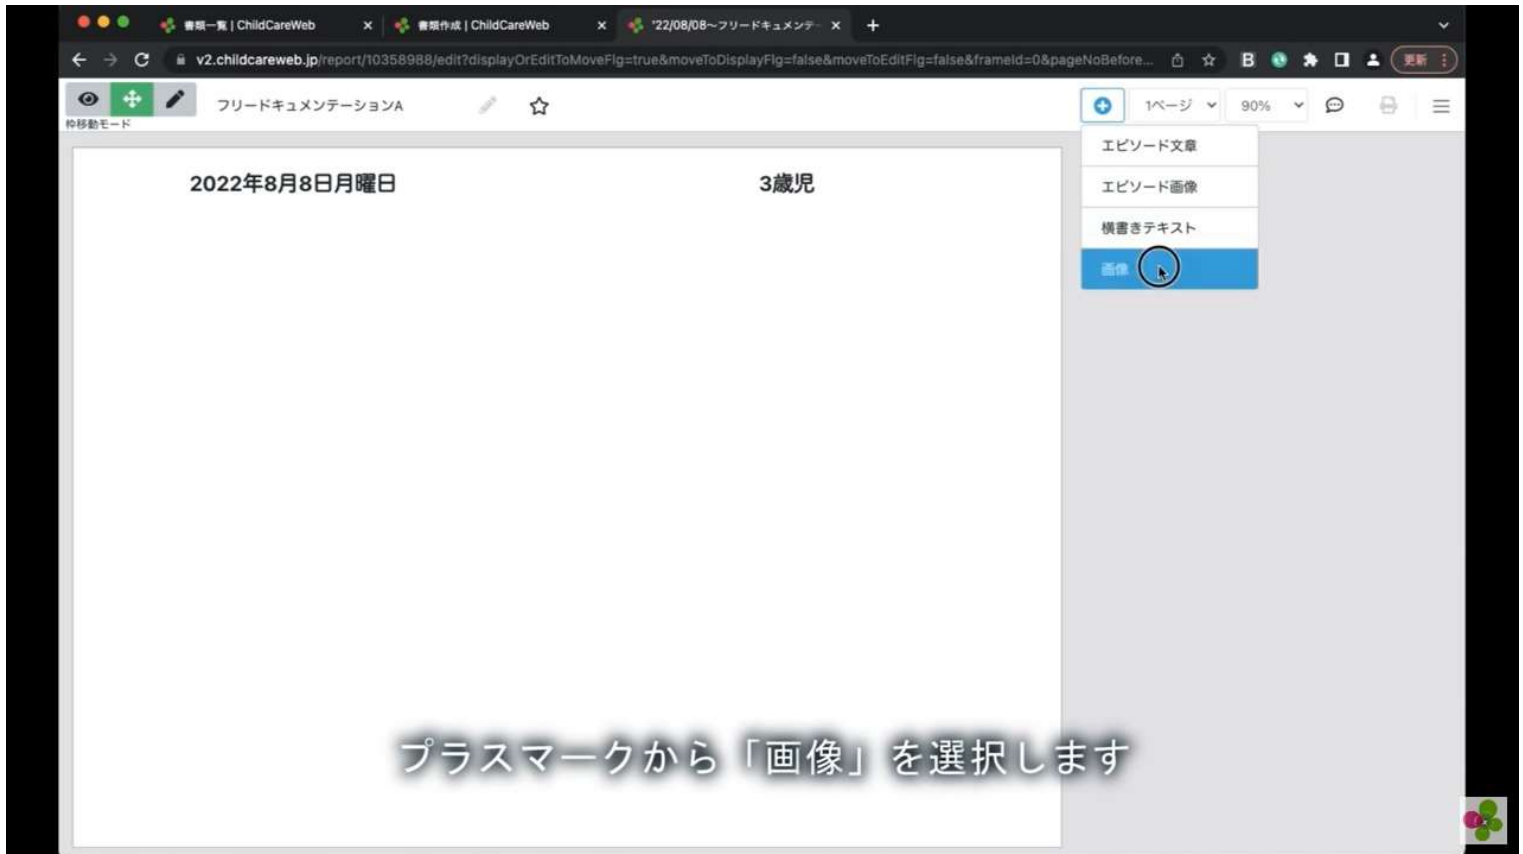 書類一覧 | ChildCareWeb
書類作成 | ChildCareWeb
'22/08/08〜フリードキュメンテ
v2.childcareweb.jp/report/10358988/edit?displayOrEditToMoveFlg=true&moveToDisplayFlg=false&moveToEditFlg=false&frameId=0&pageNoBefore...
更新
枠移動モード
フリードキュメンテーションA
1ページ
90%
エピソード文章
エピソード画像
横書きテキスト
画像
2022年8月8日月曜日
3歳児
プラスマークから「画像」を選択します